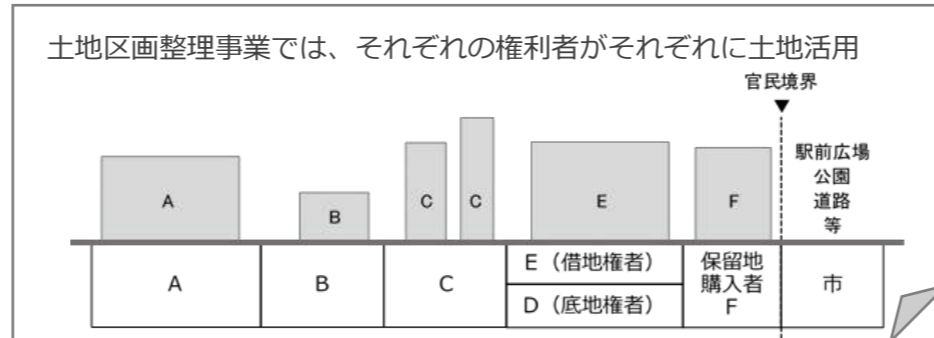 土地区画整理事業では、それぞれの権利者がそれぞれに土地活用
官民境界
▼
駅前広場
公園
道路
等
A
B
C
C
E
F
A
B
C
E（借地権者）
D（底地権者）
保留地
購入者
F
市